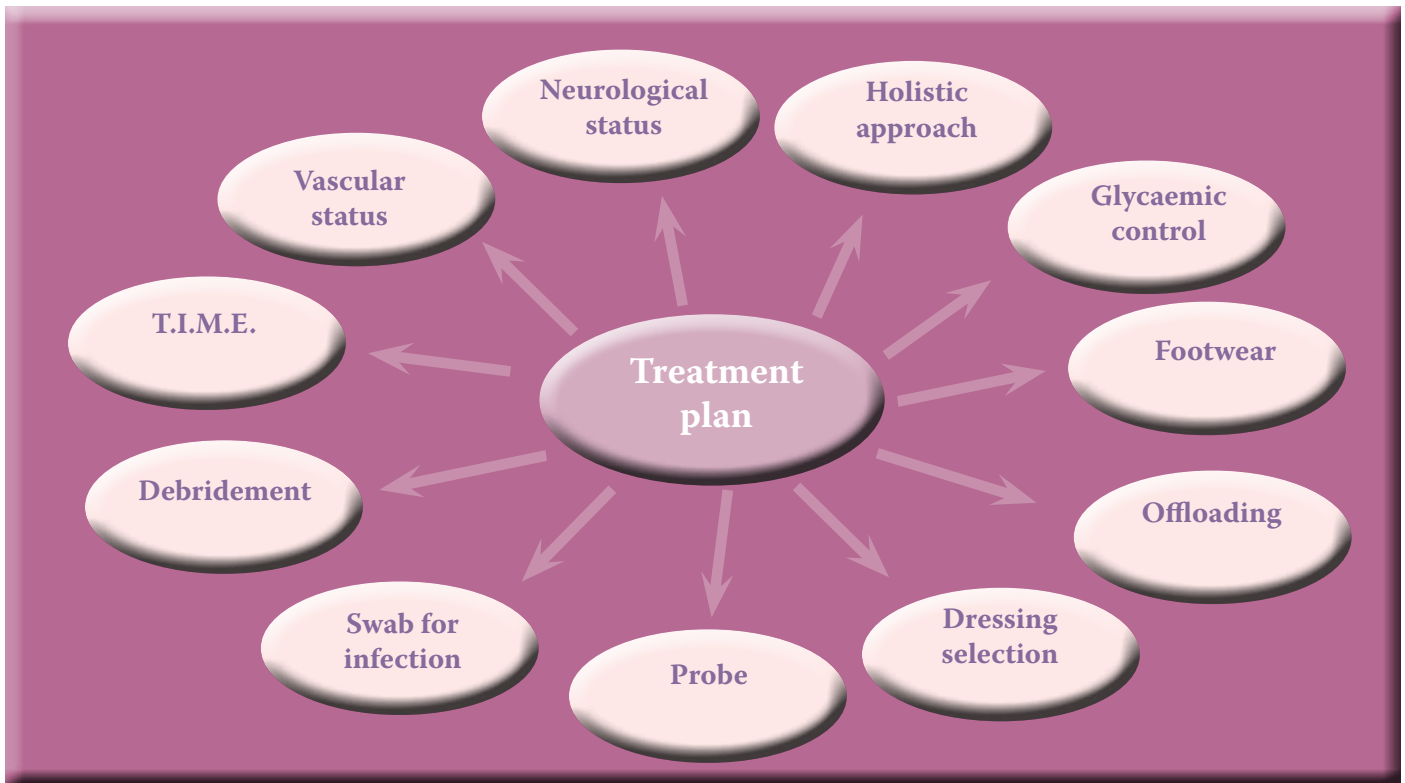 Neurological
status
Holistic
approach
Vascular
status
Glycaemic
control
T.I.M.E.
Footwear
Treatment
plan
Debridement
Offloading
Swab for
infection
Probe
Dressing
selection